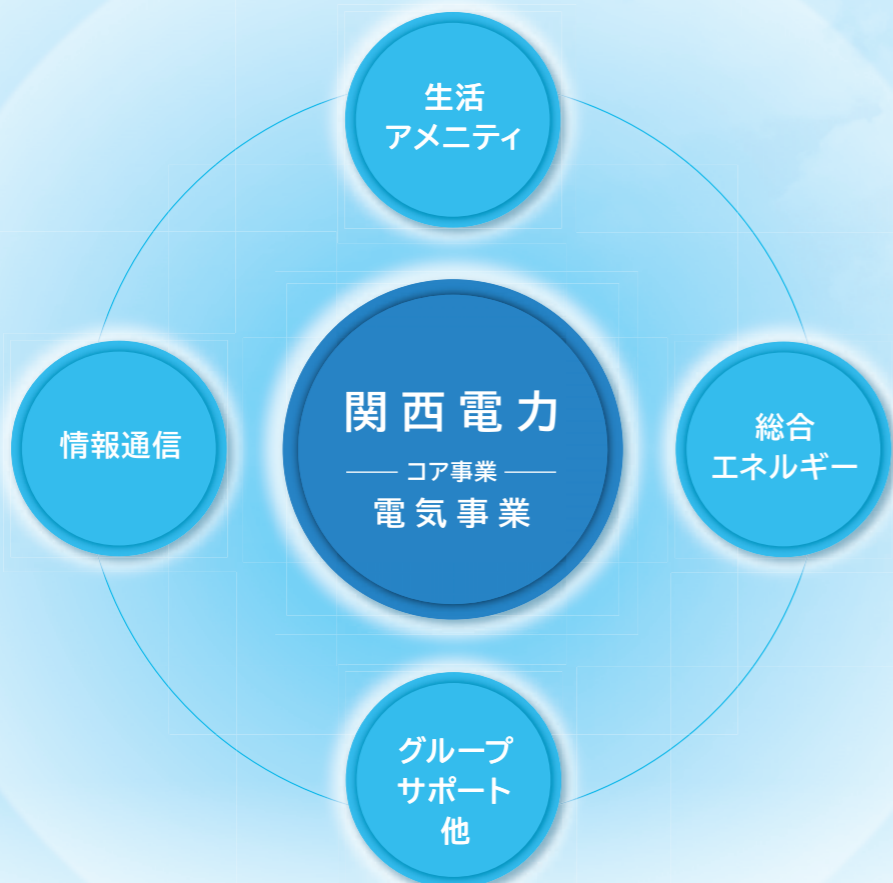 生活
アメニティ
関西電力
コア事業
電気事業
情報通信
総合
エネルギー
グループ
サポート
他